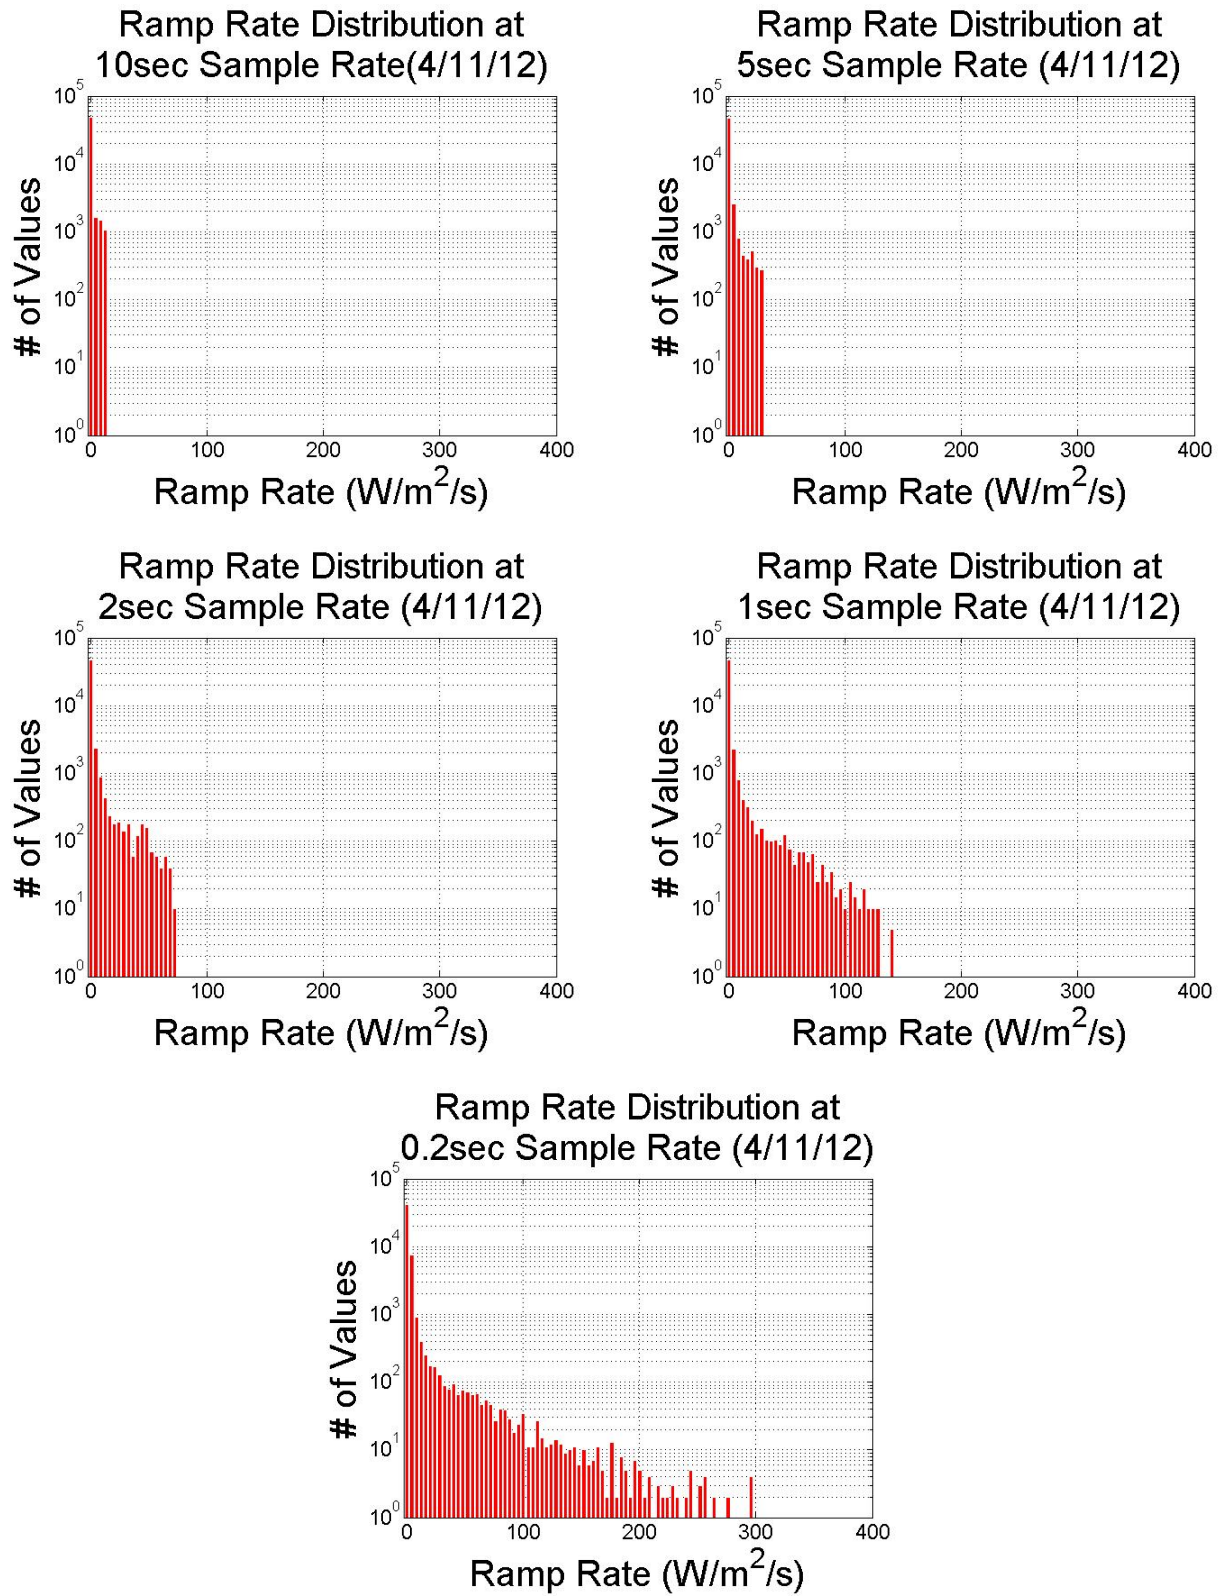 Ramp Rate Distribution at
10sec Sample Rate(4/11/12)
# of Values
10^5
10^4
10^3
10^2
10^1
10^0
0 100 200 300 400
Ramp Rate (W/m^2/s)
Ramp Rate Distribution at
5sec Sample Rate (4/11/12)
# of Values
10^5
10^4
10^3
10^2
10^1
10^0
0 100 200 300 400
Ramp Rate (W/m^2/s)
Ramp Rate Distribution at
2sec Sample Rate (4/11/12)
# of Values
10^5
10^4
10^3
10^2
10^1
10^0
0 100 200 300 400
Ramp Rate (W/m^2/s)
Ramp Rate Distribution at
1sec Sample Rate (4/11/12)
# of Values
10^5
10^4
10^3
10^2
10^1
10^0
0 100 200 300 400
Ramp Rate (W/m^2/s)
Ramp Rate Distribution at
0.2sec Sample Rate (4/11/12)
# of Values
10^5
10^4
10^3
10^2
10^1
10^0
0 100 200 300 400
Ramp Rate (W/m^2/s)